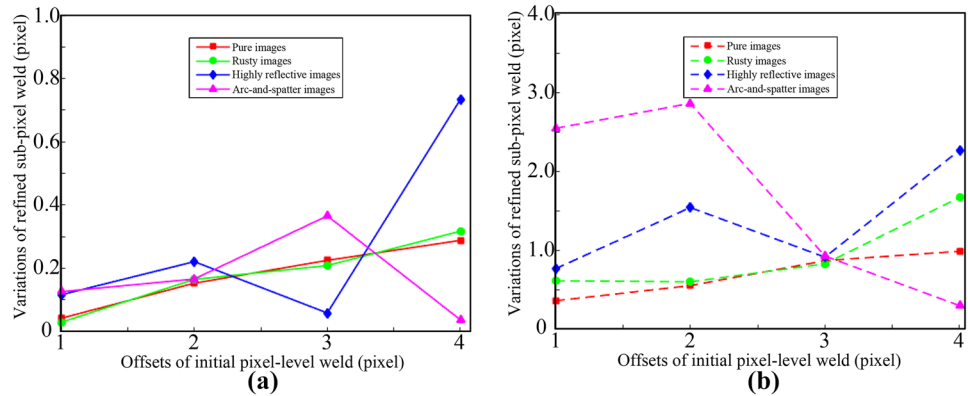 Variations of refined sub-pixel weld (pixel)
1.0
0.8
0.6
0.4
0.2
0
Pure images
Rusty images
Highly reflective images
Arc-and-spatter images
1 2 3 4
Offsets of initial pixel-level weld (pixel)
(a)
Variations of refined sub-pixel weld (pixel)
4.0
3.0
2.0
1.0
0
Pure images
Rusty images
Highly reflective images
Arc-and-spatter images
1 2 3 4
Offsets of initial pixel-level weld (pixel)
(b)